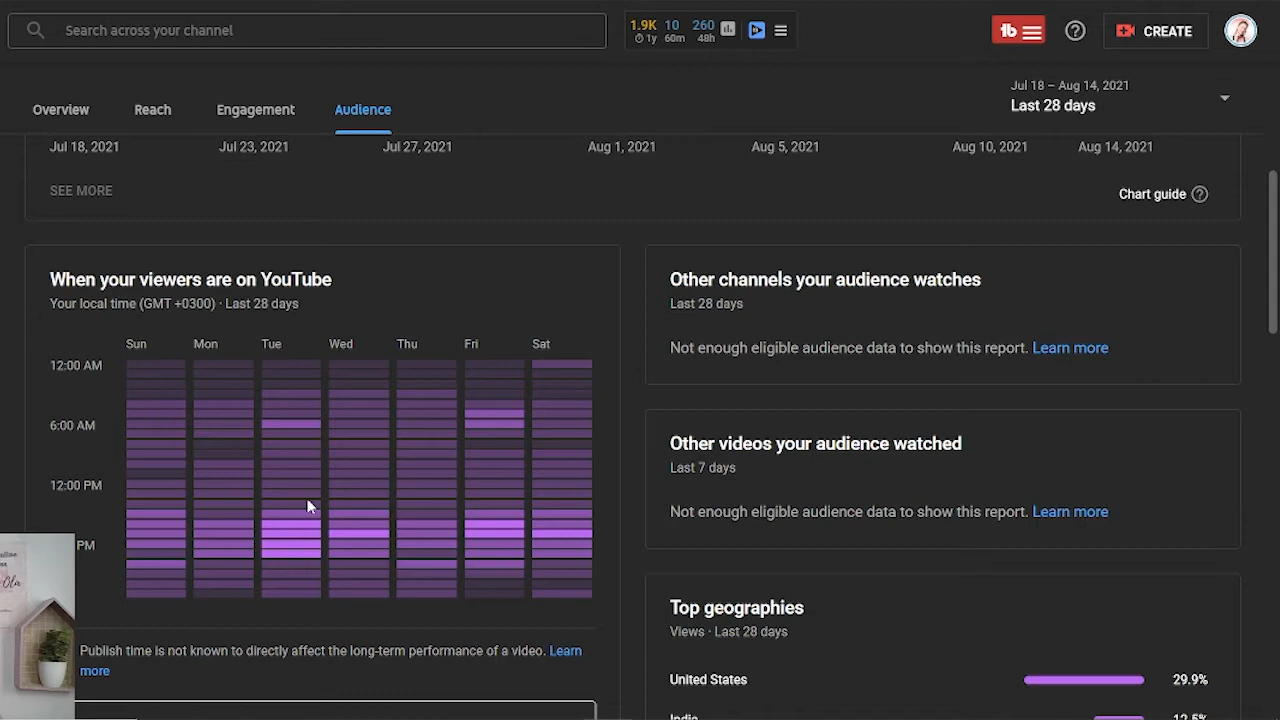 Search across your channel
1.9K 10 260
1y 60m 48h
tb
CREATE
Overview Reach Engagement Audience
Jul 18 – Aug 14, 2021
Last 28 days
Jul 18, 2021 Jul 23, 2021 Jul 27, 2021 Aug 1, 2021 Aug 5, 2021 Aug 10, 2021 Aug 14, 2021
SEE MORE
Chart guide
When your viewers are on YouTube
Your local time (GMT +0300) · Last 28 days
Sun Mon Tue Wed Thu Fri Sat
12:00 AM
6:00 AM
12:00 PM
PM
Publish time is not known to directly affect the long-term performance of a video. Learn
more
Other channels your audience watches
Last 28 days
Not enough eligible audience data to show this report. Learn more
Other videos your audience watched
Last 7 days
Not enough eligible audience data to show this report. Learn more
Top geographies
Views · Last 28 days
United States 29.9%
India 12.5%
Ola